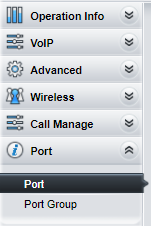 Operation Info
VoIP
Advanced
Wireless
Call Manage
Port
Port
Port Group